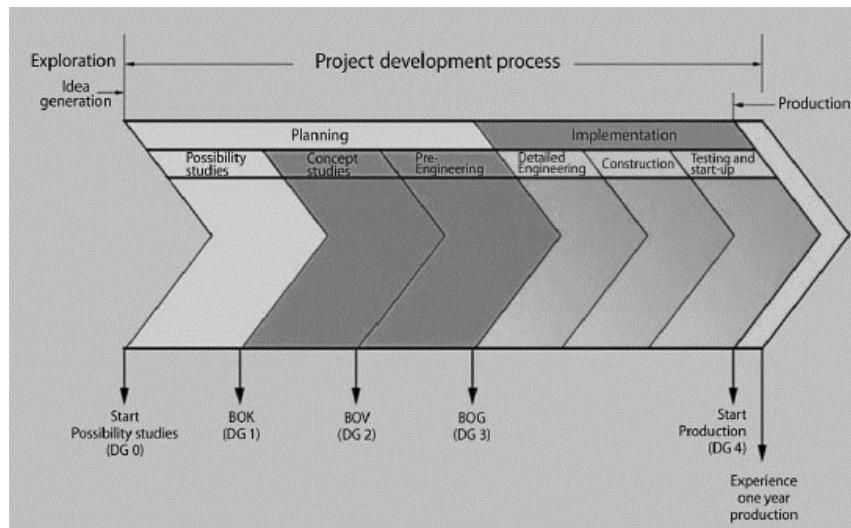 Exploration
Project development process
Idea
generation
Production
Planning
Implementation
Possibility
studies
Concept
studies
Pre-
Engineering
Detailed
Engineering
Construction
Testing and
start-up
Start
Possibility studies
(DG 0)
BOK
(DG 1)
BOV
(DG 2)
BOG
(DG 3)
Start
Production
(DG 4)
Experience
one year
production